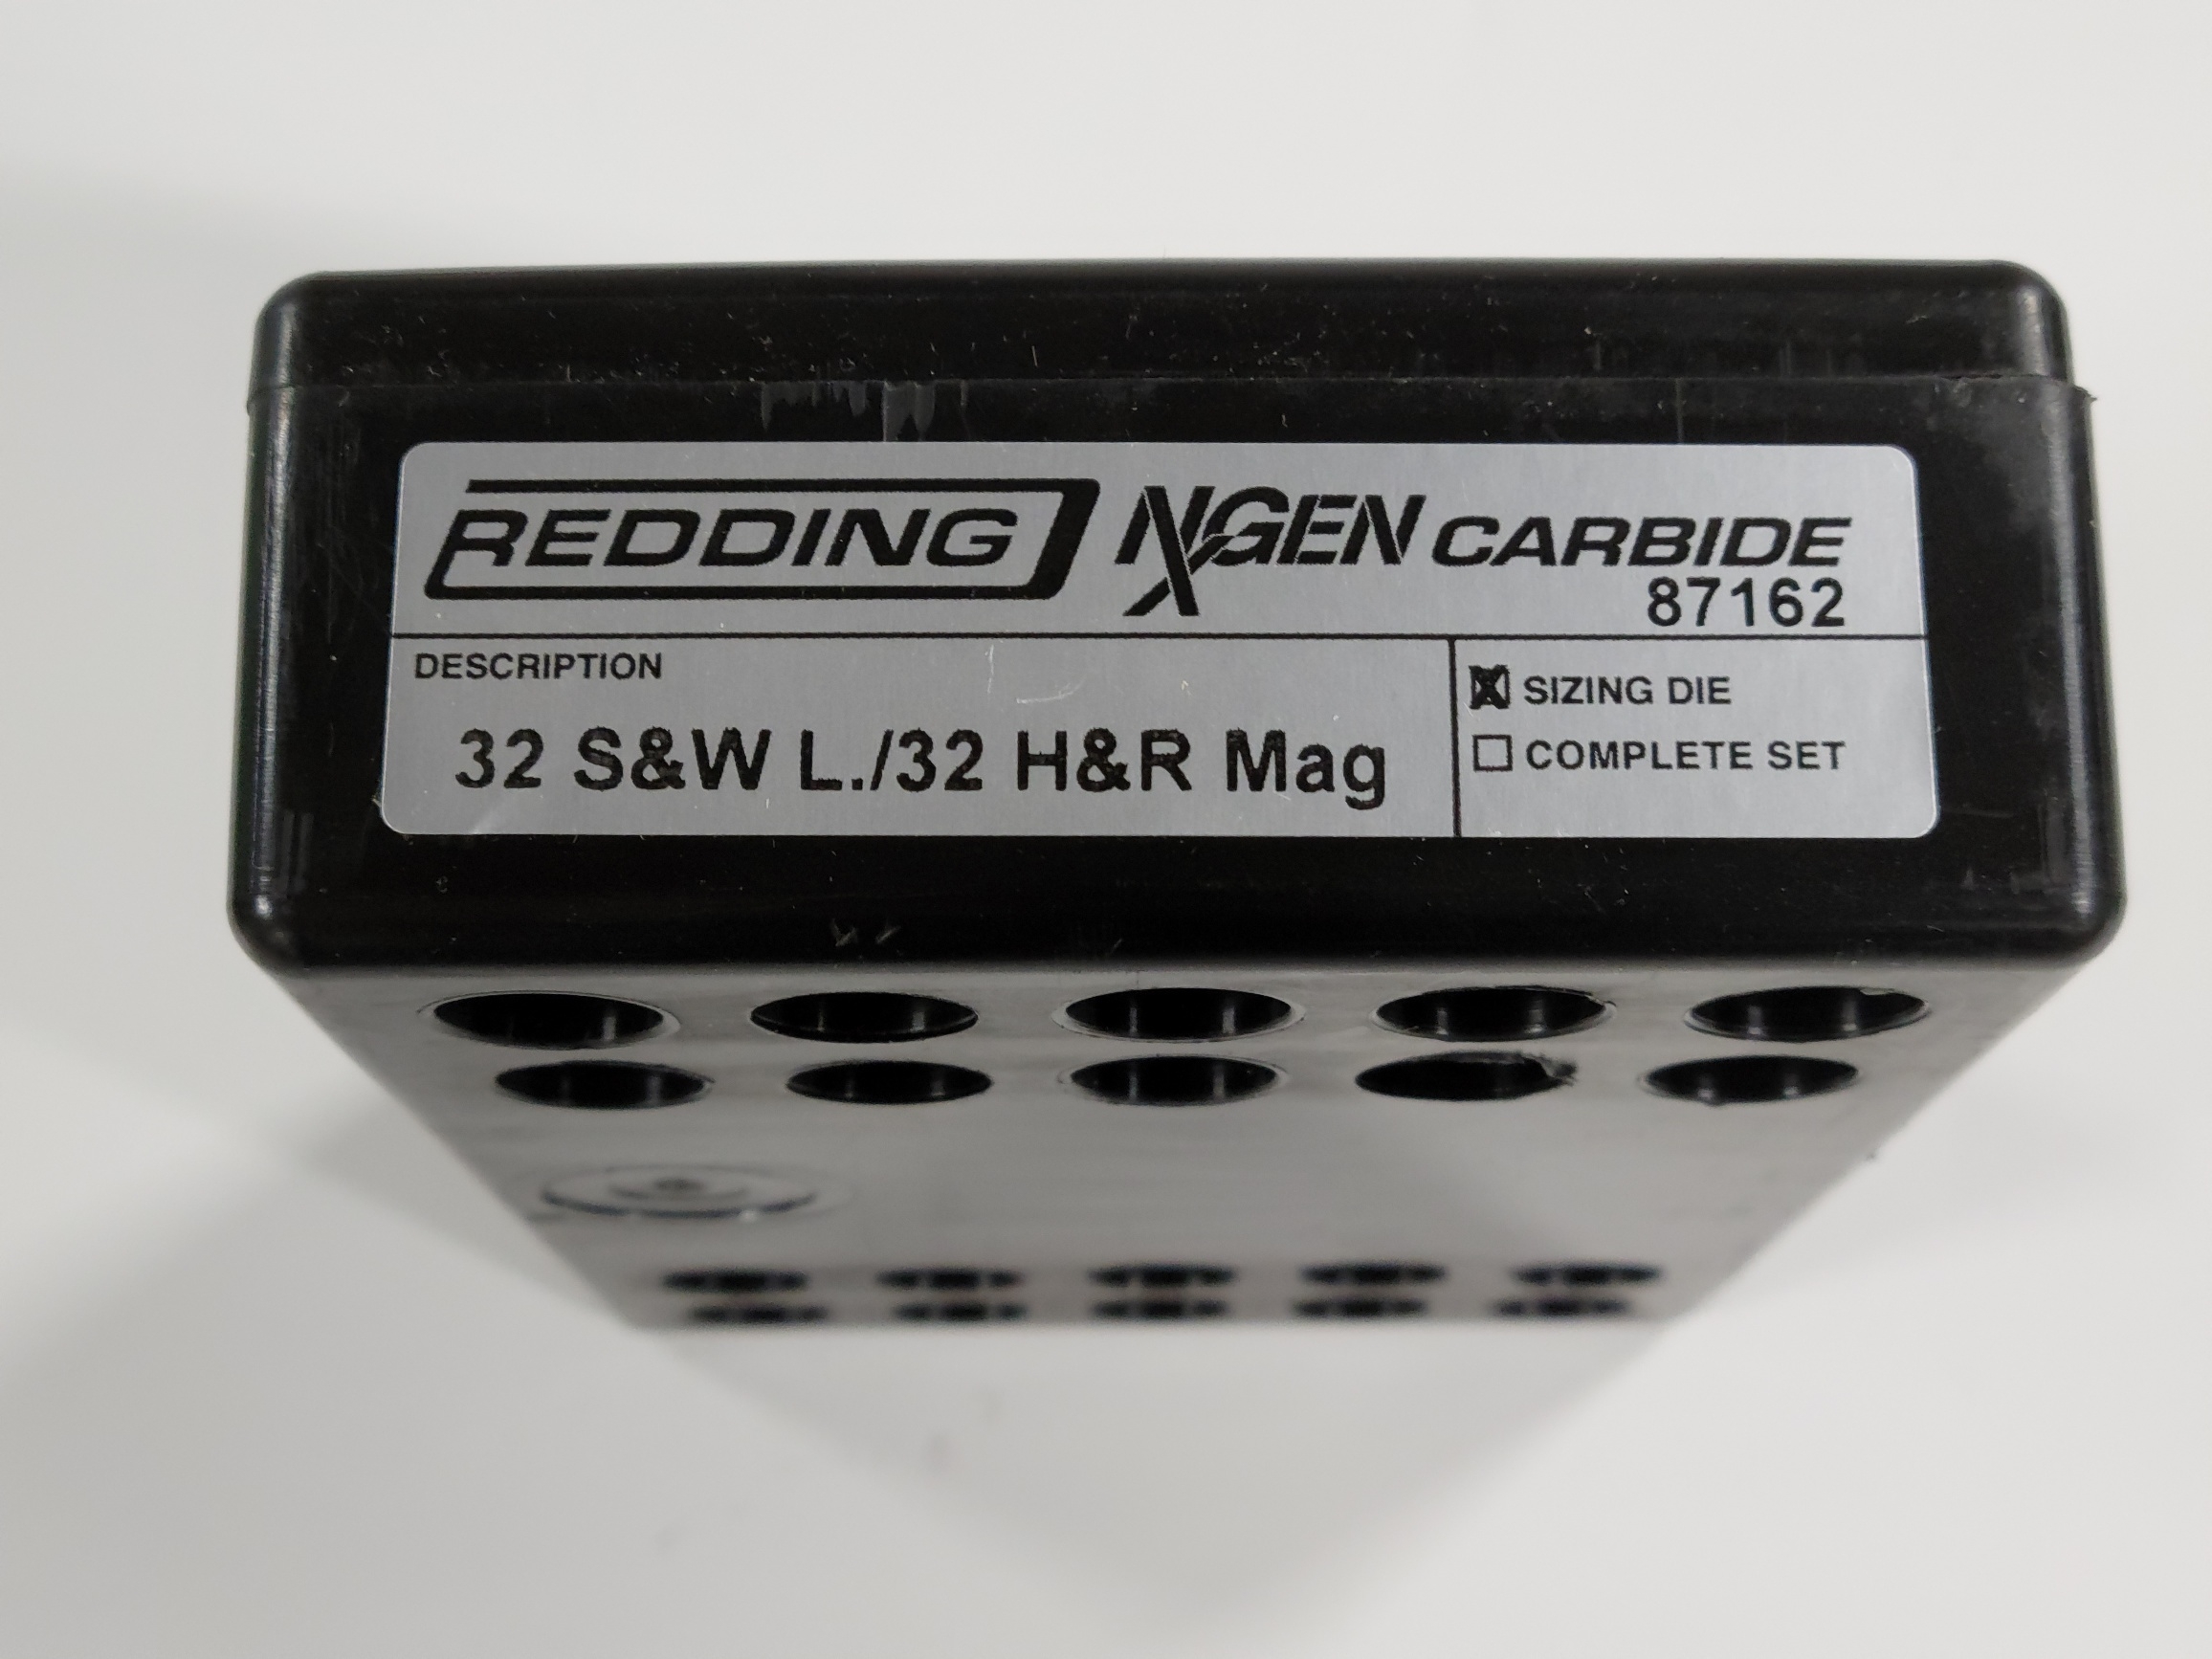 REDDING NXGEN CARBIDE
87162
DESCRIPTION
32 S&W L./32 H&R Mag
SIZING DIE
COMPLETE SET